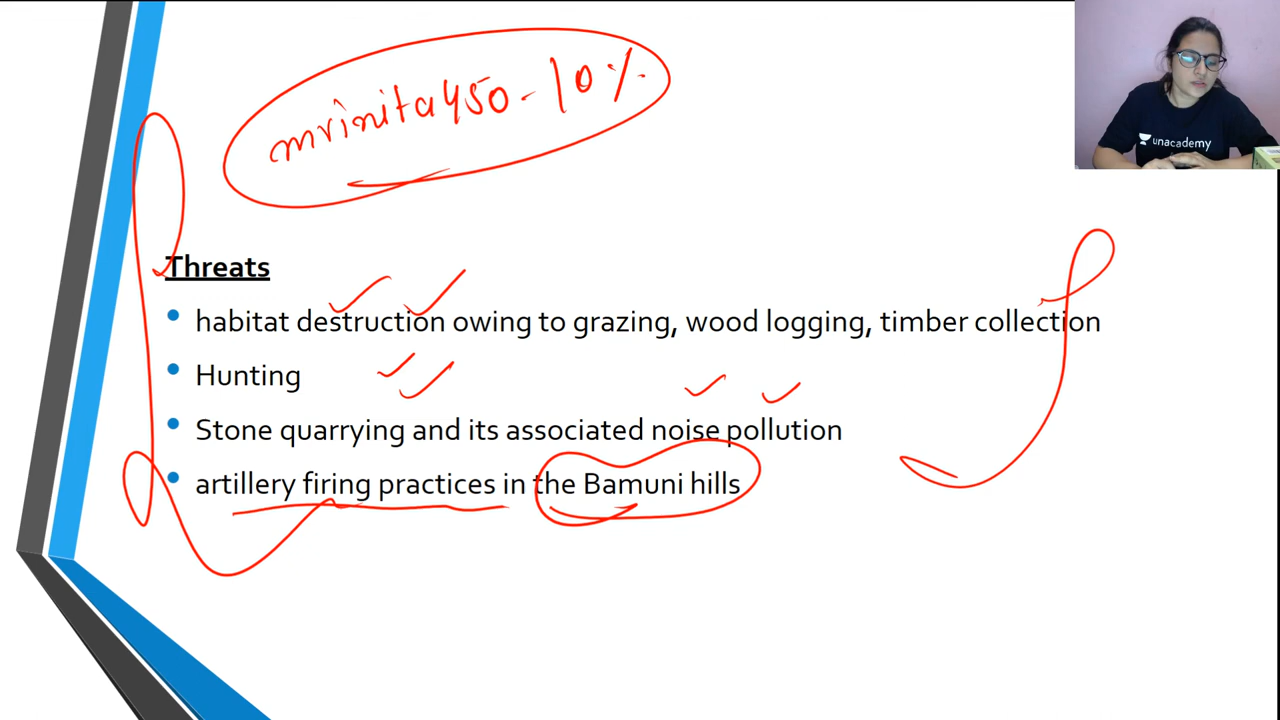 mrinita450 - 10%
unacademy
Threats
• habitat destruction owing to grazing, wood logging, timber collection
• Hunting
• Stone quarrying and its associated noise pollution
• artillery firing practices in the Bamuni hills